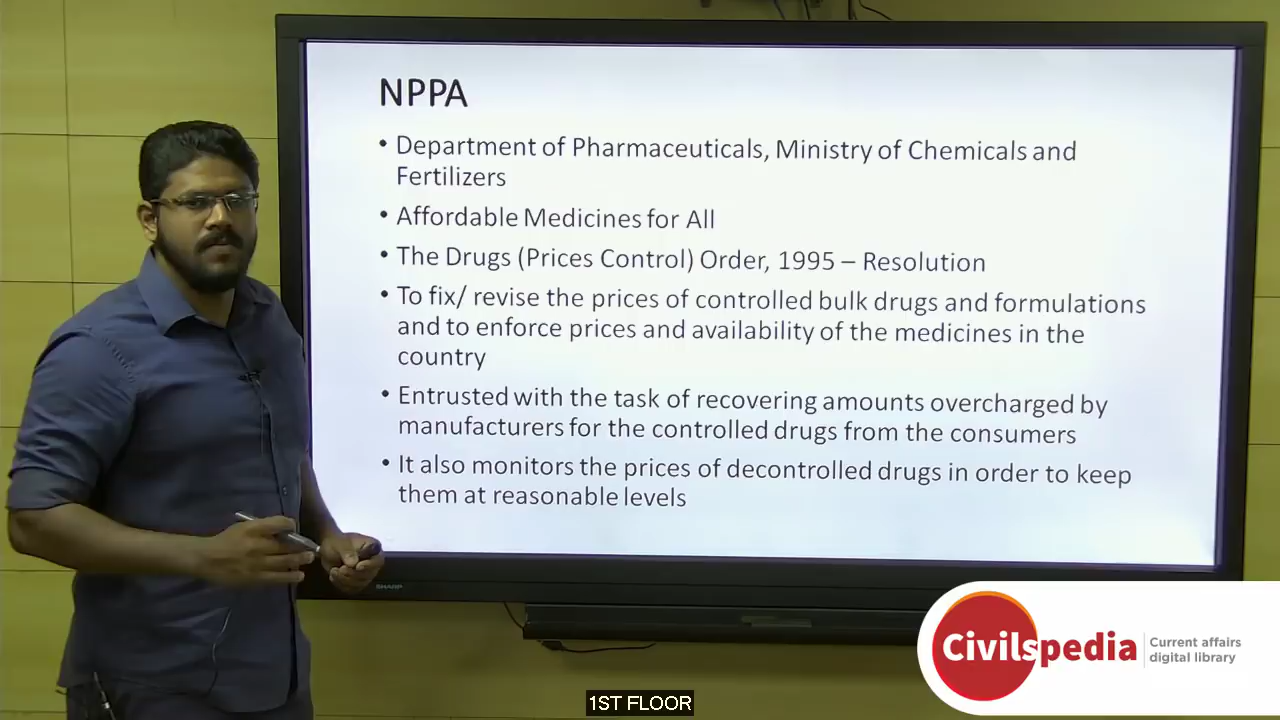 NPPA
• Department of Pharmaceuticals, Ministry of Chemicals and
Fertilizers
• Affordable Medicines for All
• The Drugs (Prices Control) Order, 1995 – Resolution
• To fix/ revise the prices of controlled bulk drugs and formulations
and to enforce prices and availability of the medicines in the
country
• Entrusted with the task of recovering amounts overcharged by
manufacturers for the controlled drugs from the consumers
• It also monitors the prices of decontrolled drugs in order to keep
them at reasonable levels
SHARP
Civilspedia
Current affairs
digital library
1ST FLOOR